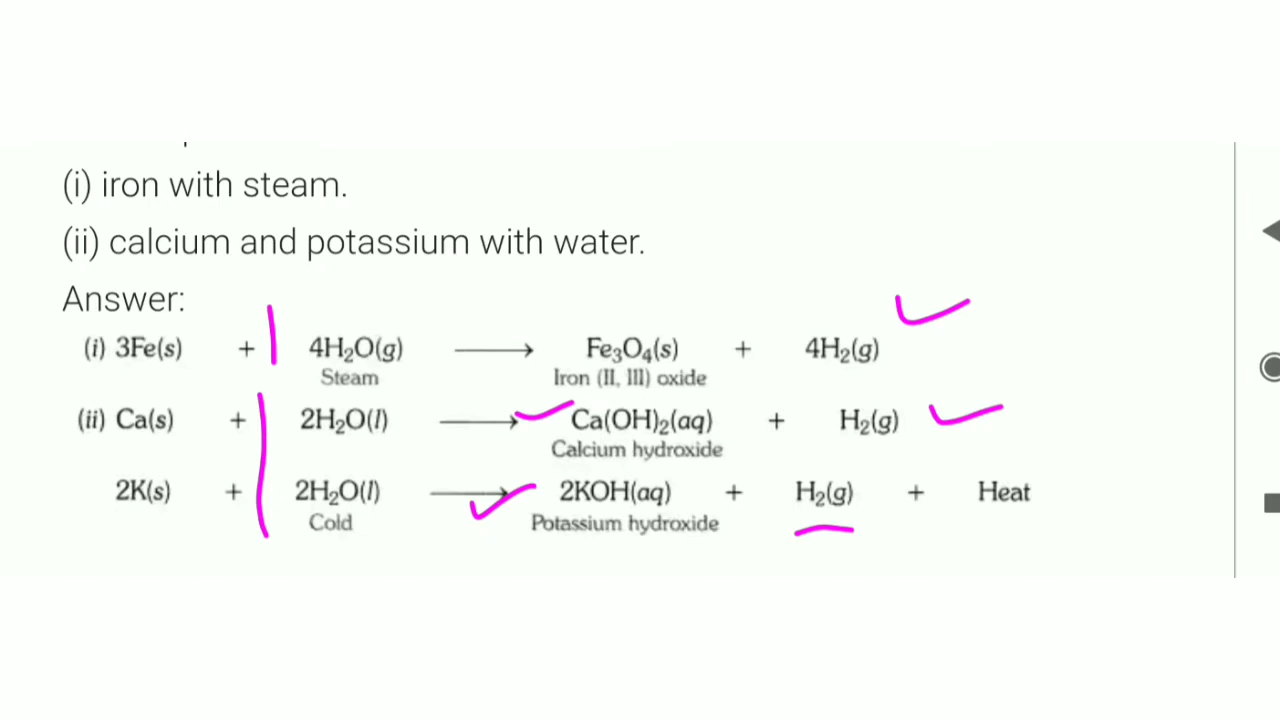 (i) iron with steam.
(ii) calcium and potassium with water.
Answer:
(i) 3Fe(s) + 4H₂O(g) ⟶ Fe₃O₄(s) + 4H₂(g)
Steam Iron (II, III) oxide
(ii) Ca(s) + 2H₂O(l) ⟶ Ca(OH)₂(aq) + H₂(g)
Calcium hydroxide
2K(s) + 2H₂O(l) ⟶ 2KOH(aq) + H₂(g) + Heat
Cold Potassium hydroxide